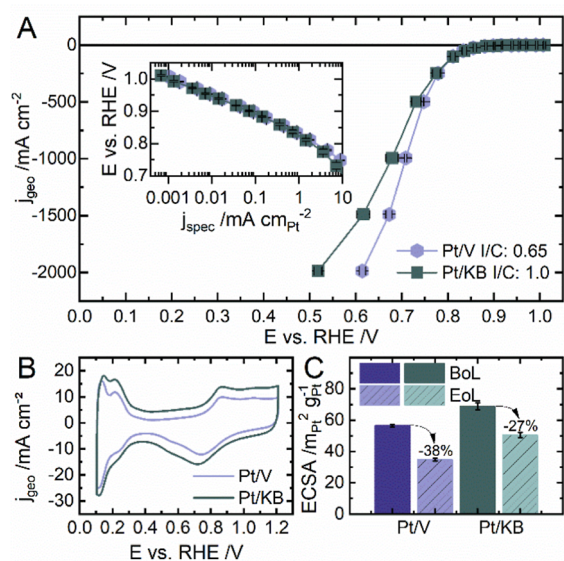 A
0
-500
-1000
-1500
-2000
j_geo /mA cm⁻²
0.0 0.1 0.2 0.3 0.4 0.5 0.6 0.7 0.8 0.9 1.0
E vs. RHE /V
Pt/V I/C: 0.65
Pt/KB I/C: 1.0
E vs. RHE /V
1.0
0.9
0.8
0.7
0.001 0.01 0.1 1 10
j_spec /mA cm_Pt⁻²
B
20
10
0
-10
-20
-30
j_geo /mA cm⁻²
Pt/V
Pt/KB
0.0 0.2 0.4 0.6 0.8 1.0 1.2
E vs. RHE /V
C
BoL
EoL
80
60
40
20
0
ECSA /m_Pt² g_Pt⁻¹
-38%
-27%
Pt/V Pt/KB